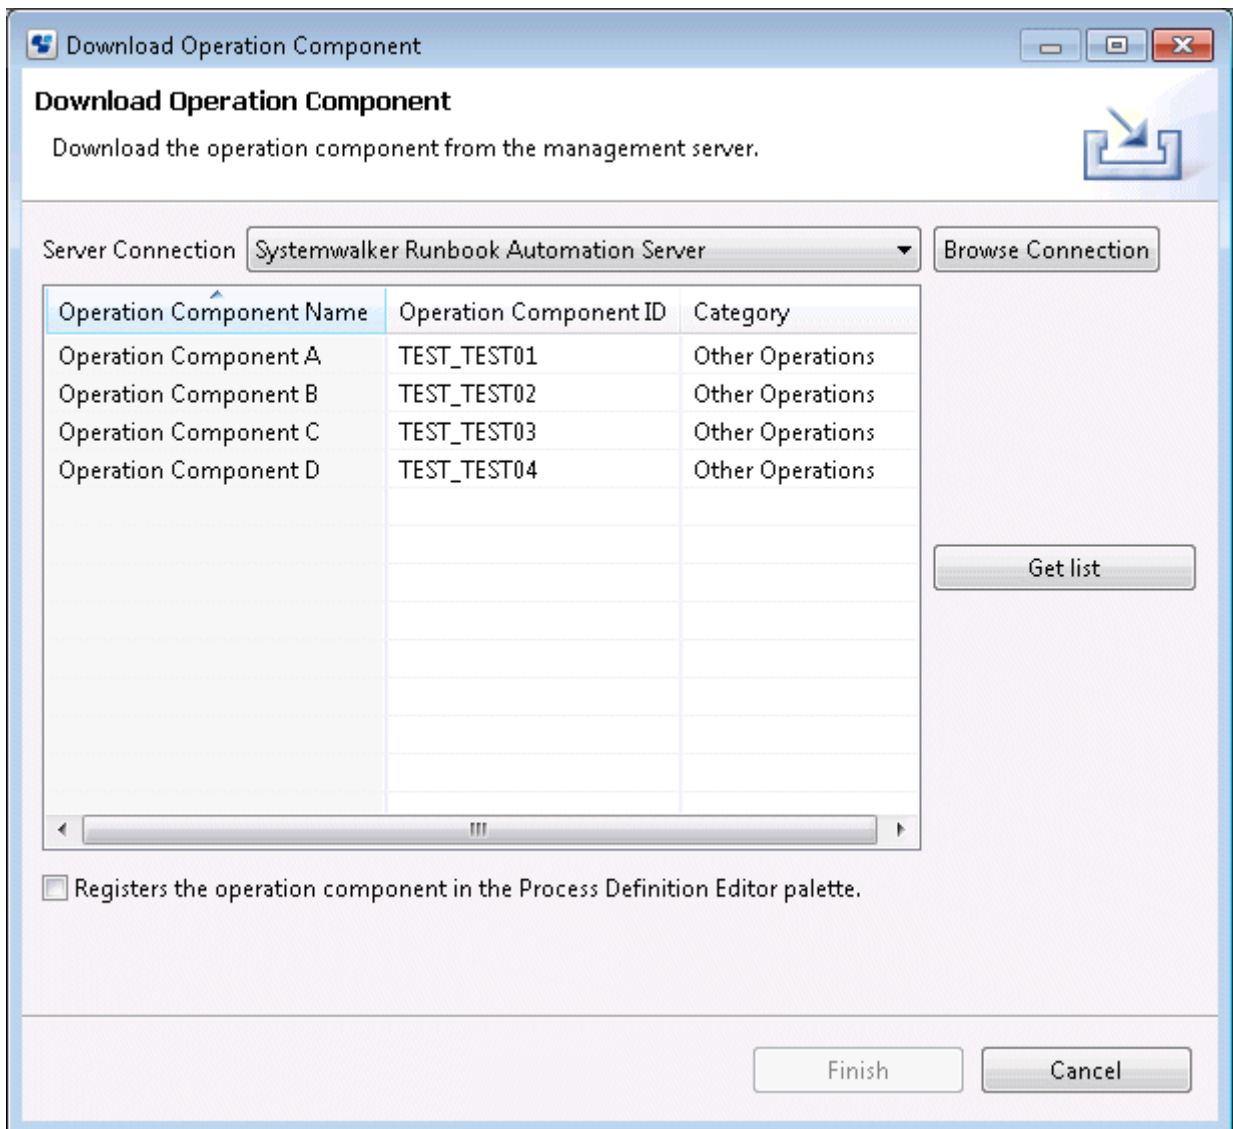 Download Operation Component
Download Operation Component
Download the operation component from the management server.
Server Connection Systemwalker Runbook Automation Server Browse Connection
Operation Component Name Operation Component ID Category
Operation Component A TEST_TEST01 Other Operations
Operation Component B TEST_TEST02 Other Operations
Operation Component C TEST_TEST03 Other Operations
Operation Component D TEST_TEST04 Other Operations
Get list
Registers the operation component in the Process Definition Editor palette.
Finish Cancel